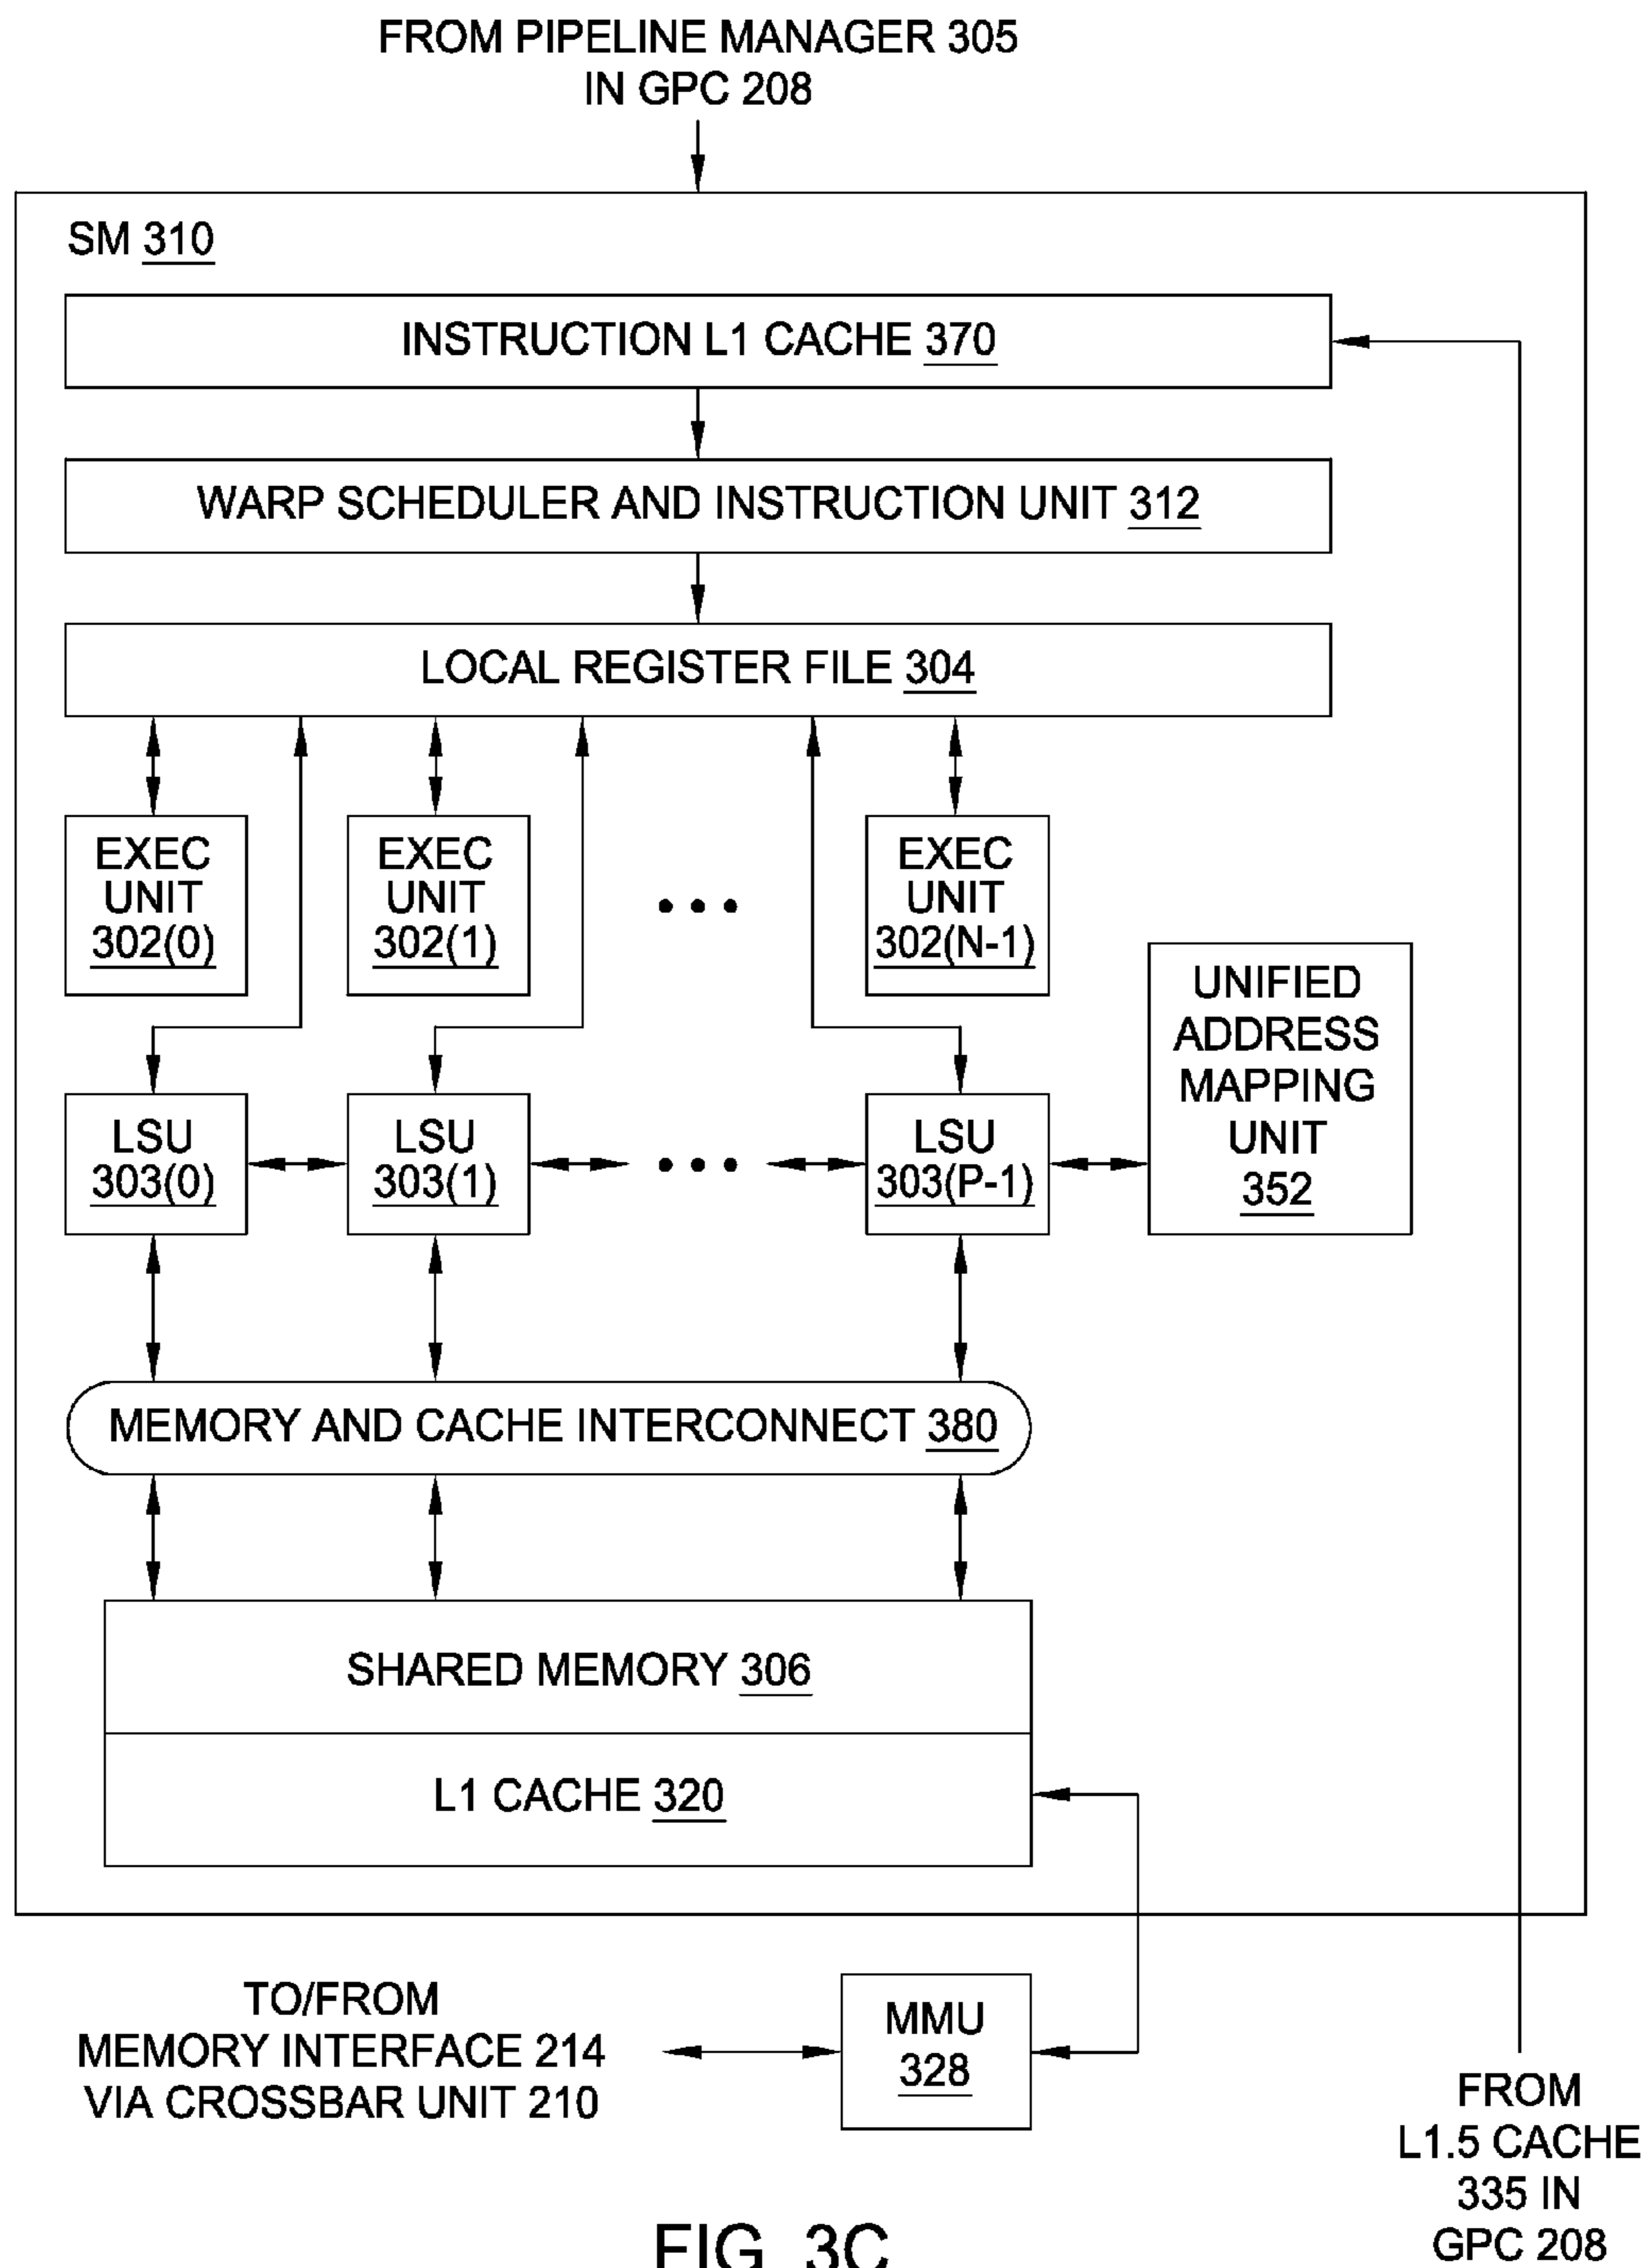 FROM PIPELINE MANAGER 305
IN GPC 208
SM 310
INSTRUCTION L1 CACHE 370
WARP SCHEDULER AND INSTRUCTION UNIT 312
LOCAL REGISTER FILE 304
EXEC
UNIT
302(0)
EXEC
UNIT
302(1)
• • •
EXEC
UNIT
302(N-1)
UNIFIED
ADDRESS
MAPPING
UNIT
352
LSU
303(0)
LSU
303(1)
• • •
LSU
303(P-1)
MEMORY AND CACHE INTERCONNECT 380
SHARED MEMORY 306
L1 CACHE 320
TO/FROM
MEMORY INTERFACE 214
VIA CROSSBAR UNIT 210
MMU
328
FROM
L1.5 CACHE
335 IN
GPC 208
FIG. 3C